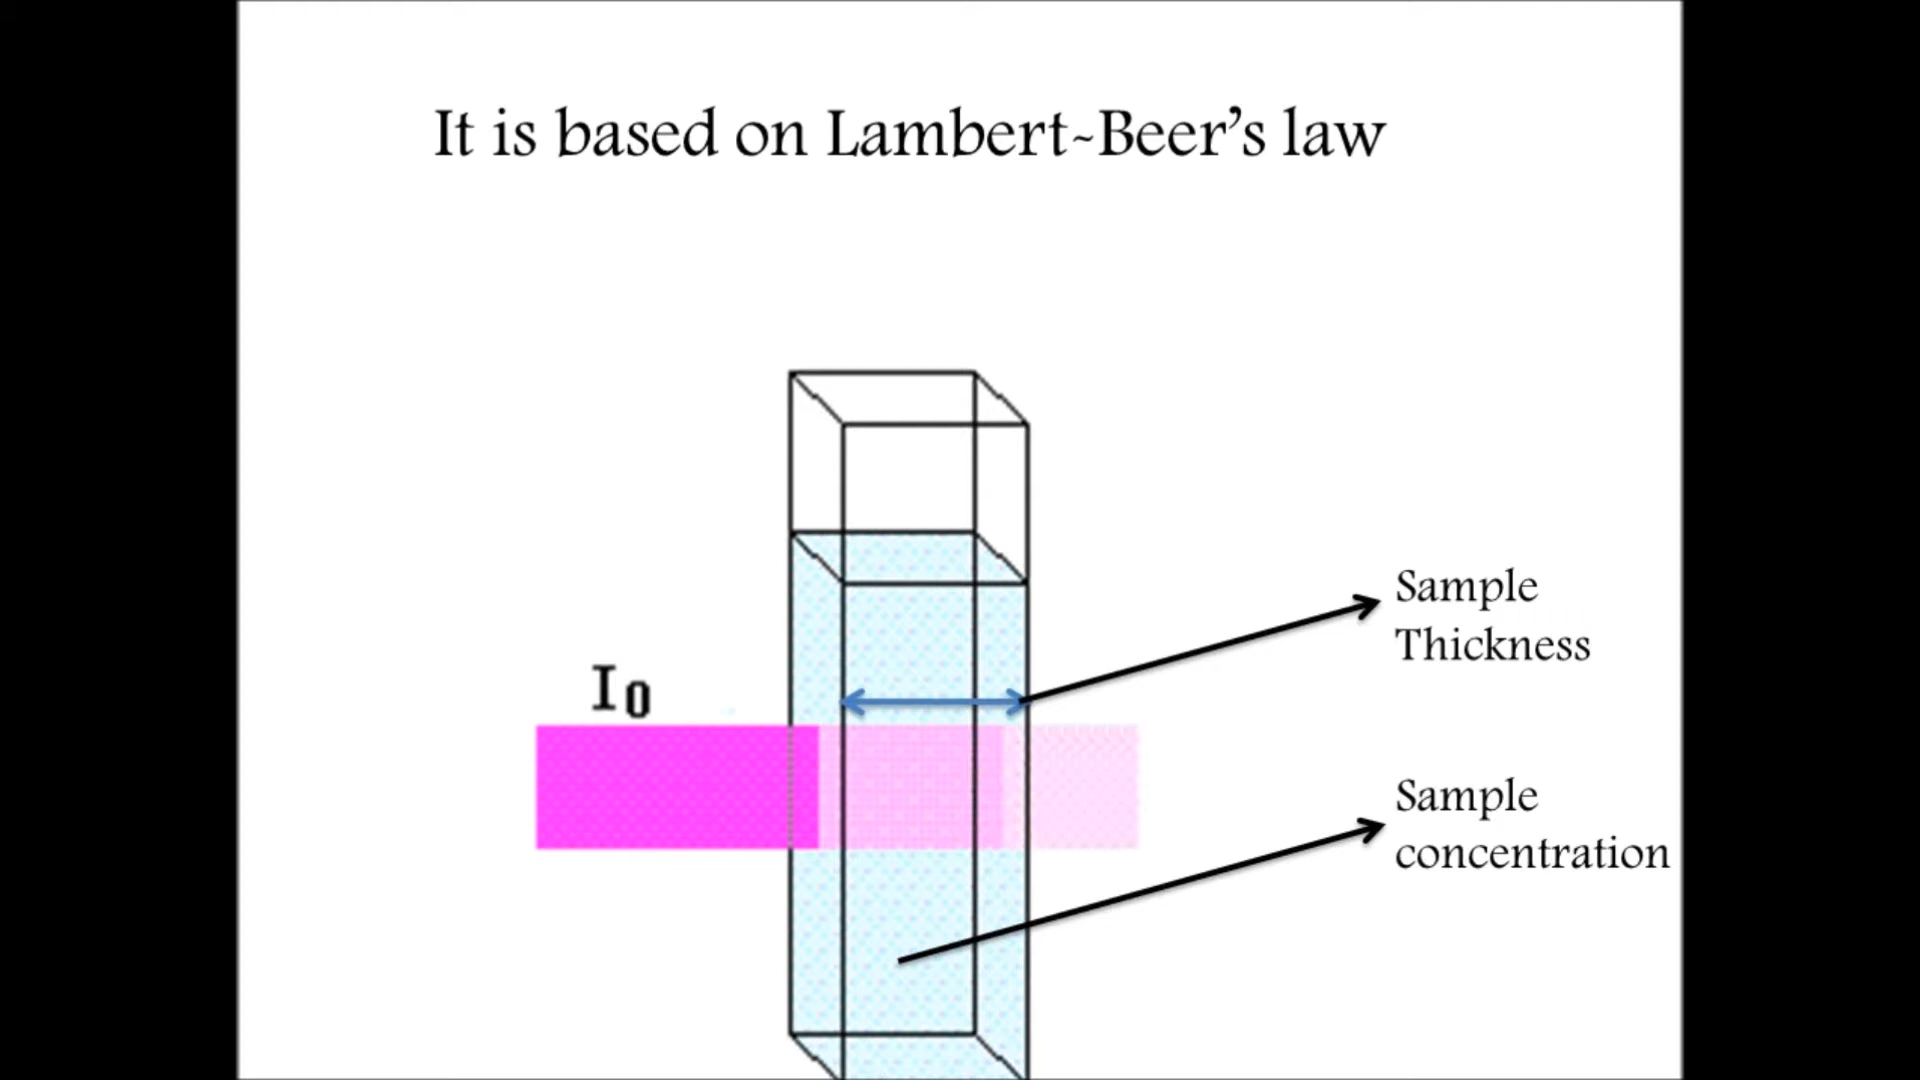 It is based on Lambert-Beer’s law
Sample
Thickness
I0
Sample
concentration